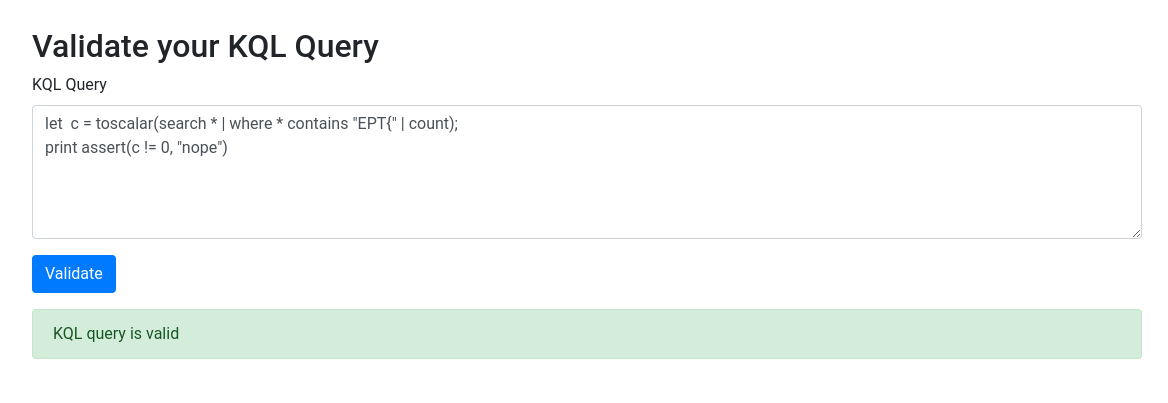 Validate your KQL Query
KQL Query
let  c = toscalar(search * | where * contains "EPT{" | count);
print assert(c != 0, "nope")
Validate
KQL query is valid